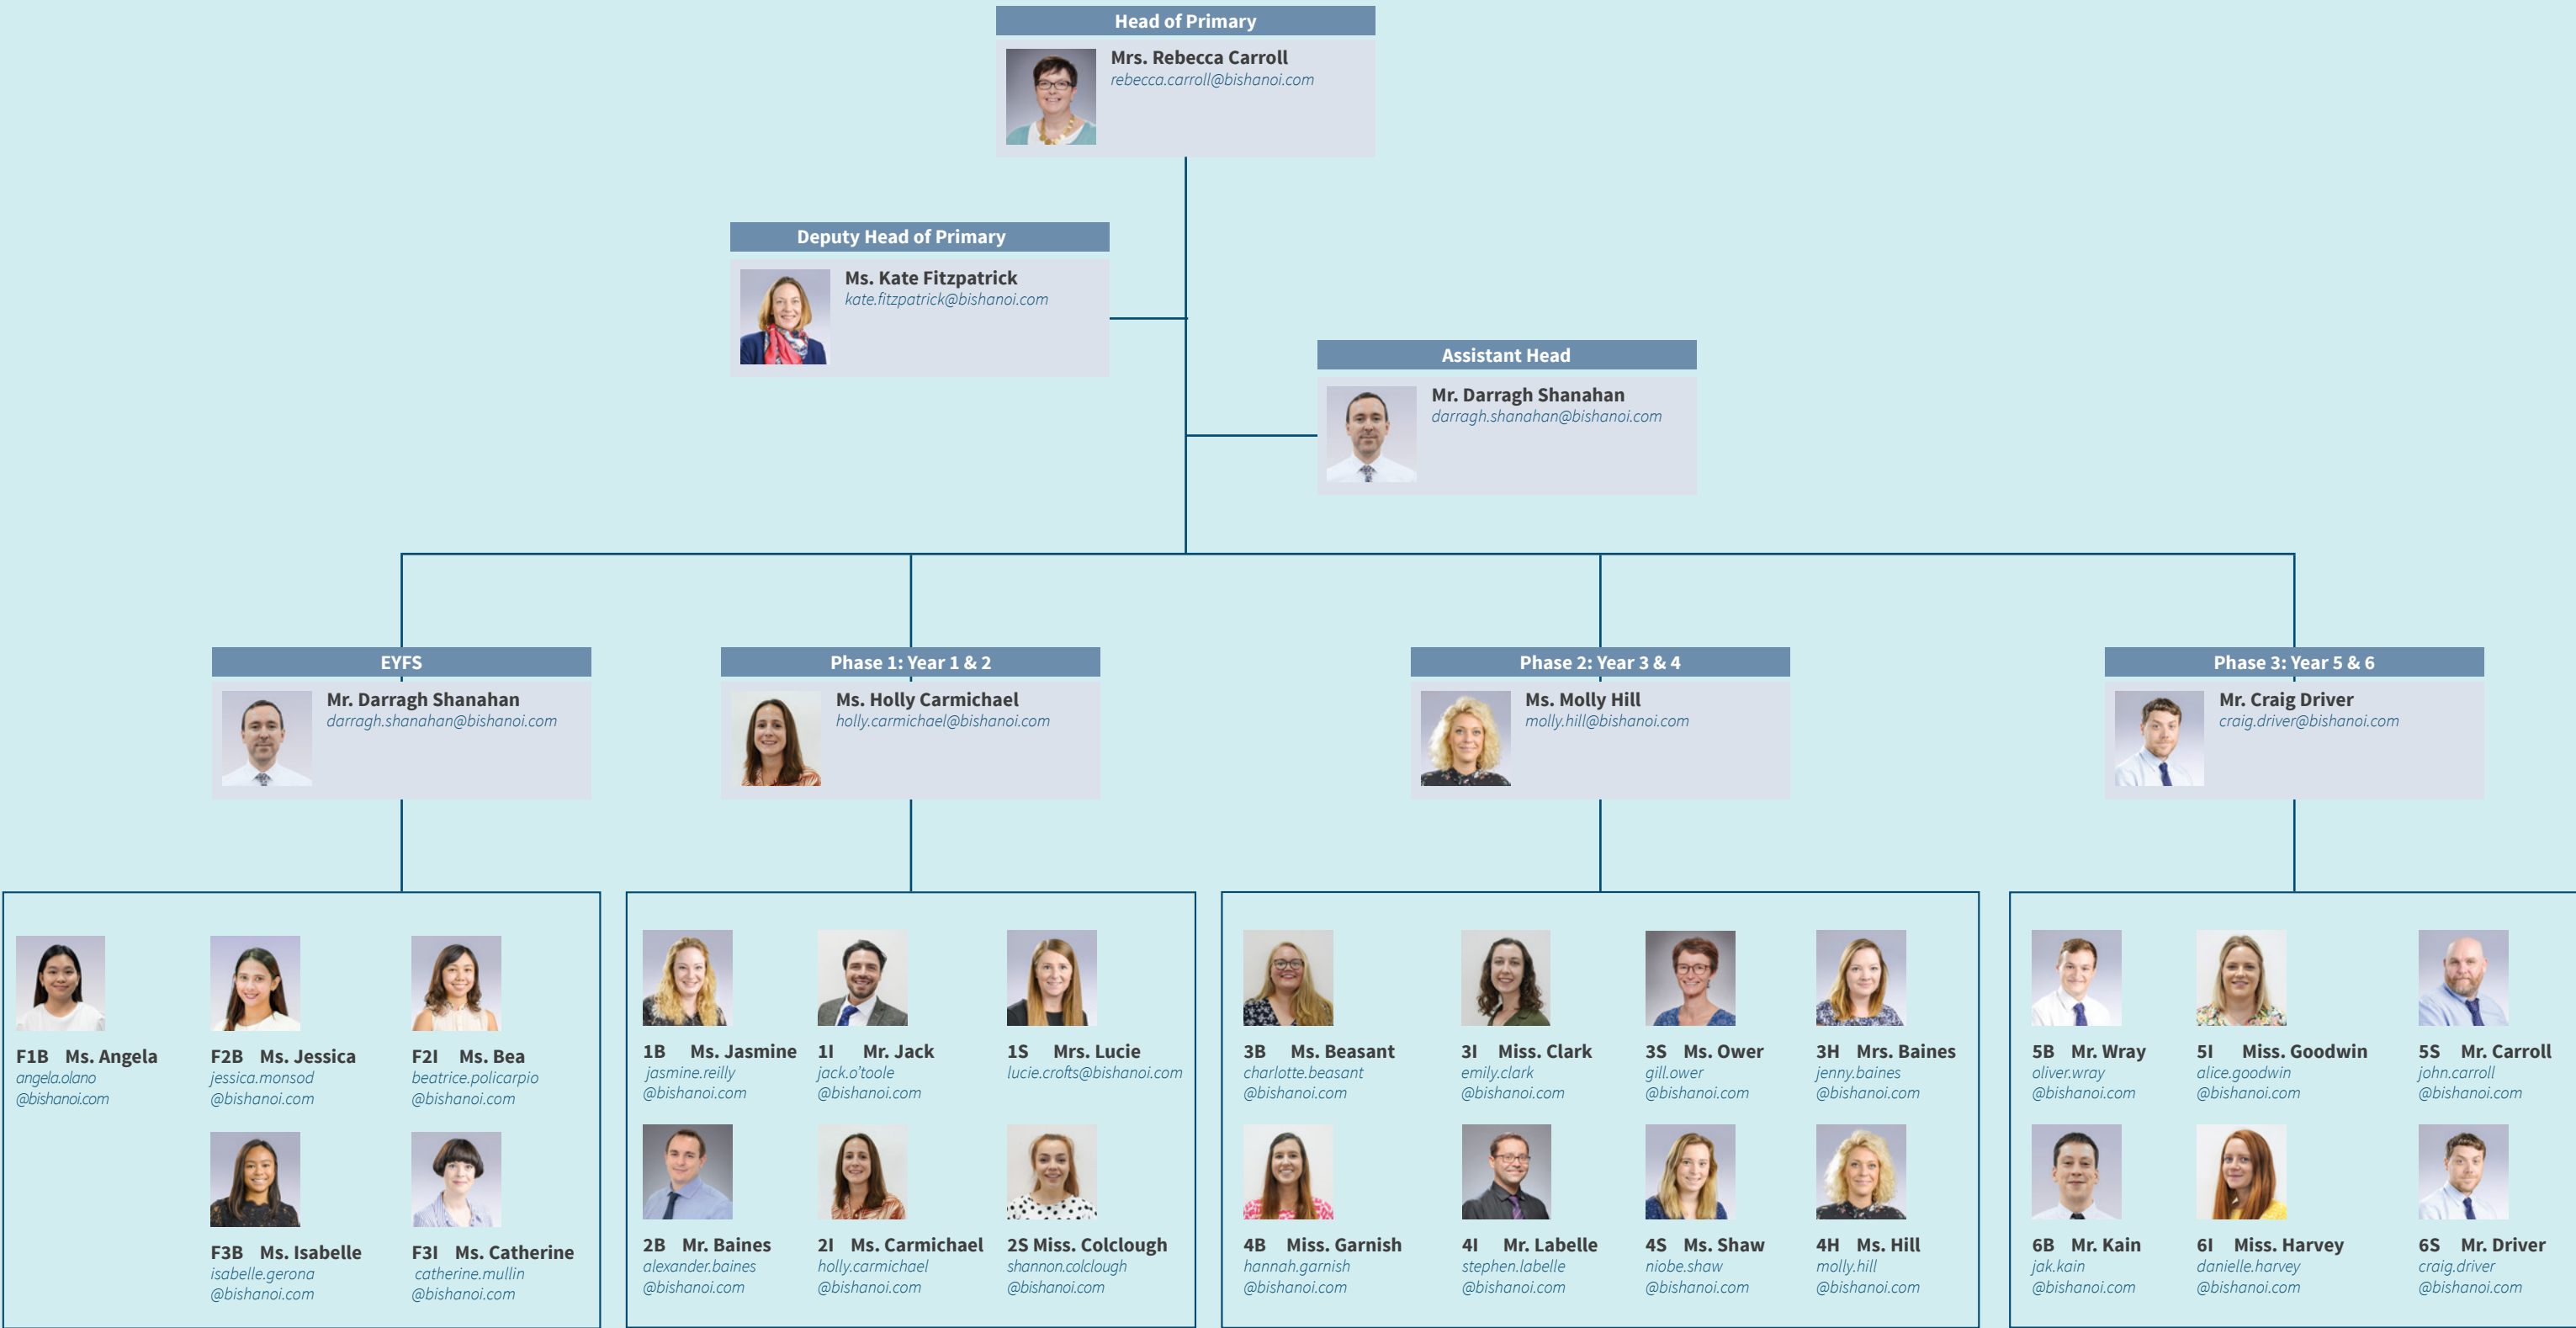 Head of Primary
Mrs. Rebecca Carroll
rebecca.carroll@bishanoi.com
Deputy Head of Primary
Ms. Kate Fitzpatrick
kate.fitzpatrick@bishanoi.com
Assistant Head
Mr. Darragh Shanahan
darragh.shanahan@bishanoi.com
EYFS
Mr. Darragh Shanahan
darragh.shanahan@bishanoi.com
Phase 1: Year 1 & 2
Ms. Holly Carmichael
holly.carmichael@bishanoi.com
Phase 2: Year 3 & 4
Ms. Molly Hill
molly.hill@bishanoi.com
Phase 3: Year 5 & 6
Mr. Craig Driver
craig.driver@bishanoi.com
F1B Ms. Angela
angela.olano
@bishanoi.com
F2B Ms. Jessica
jessica.monsod
@bishanoi.com
F2I Ms. Bea
beatrice.policarpio
@bishanoi.com
F3B Ms. Isabelle
isabelle.gerona
@bishanoi.com
F3I Ms. Catherine
catherine.mullin
@bishanoi.com
1B Ms. Jasmine
jasmine.reilly
@bishanoi.com
1I Mr. Jack
jack.o'toole
@bishanoi.com
1S Mrs. Lucie
lucie.crofts@bishanoi.com
2B Mr. Baines
alexander.baines
@bishanoi.com
2I Ms. Carmichael
holly.carmichael
@bishanoi.com
2S Miss. Colclough
shannon.colclough
@bishanoi.com
3B Ms. Beasant
charlotte.beasant
@bishanoi.com
3I Miss. Clark
emily.clark
@bishanoi.com
3S Ms. Ower
gill.ower
@bishanoi.com
3H Mrs. Baines
jenny.baines
@bishanoi.com
4B Miss. Garnish
hannah.garnish
@bishanoi.com
4I Mr. Labelle
stephen.labelle
@bishanoi.com
4S Ms. Shaw
niobe.shaw
@bishanoi.com
4H Ms. Hill
molly.hill
@bishanoi.com
5B Mr. Wray
oliver.wray
@bishanoi.com
5I Miss. Goodwin
alice.goodwin
@bishanoi.com
5S Mr. Carroll
john.carroll
@bishanoi.com
6B Mr. Kain
jak.kain
@bishanoi.com
6I Miss. Harvey
danielle.harvey
@bishanoi.com
6S Mr. Driver
craig.driver
@bishanoi.com